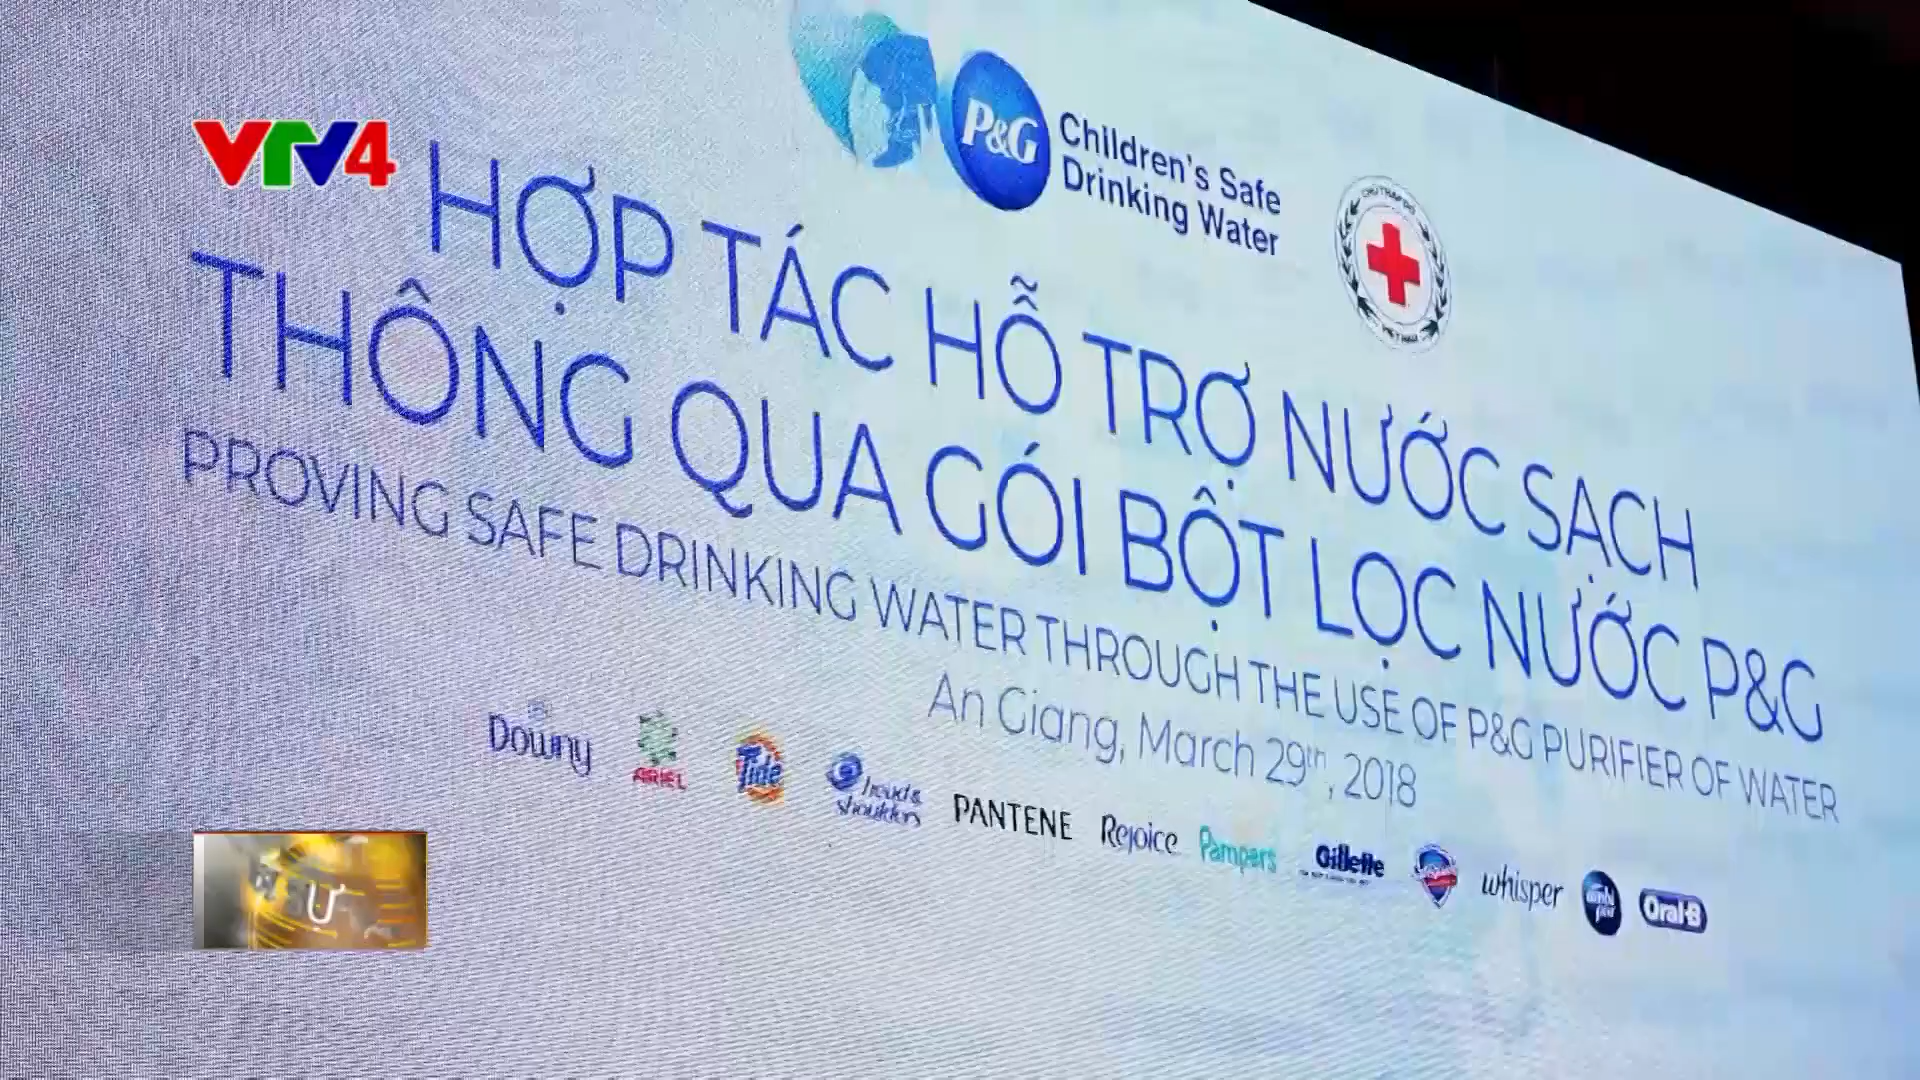 VTV4
P&G
Children's Safe
Drinking Water
HỢP TÁC HỖ TRỢ NƯỚC SẠCH
THÔNG QUA GÓI BỘT LỌC NƯỚC P&G
PROVING SAFE DRINKING WATER THROUGH THE USE OF P&G PURIFIER OF WATER
An Giang, March 29th, 2018
Downy
ARIEL
Tide
head &
shoulders
PANTENE
Rejoice
Pampers
Gillette
whisper
Oral-B